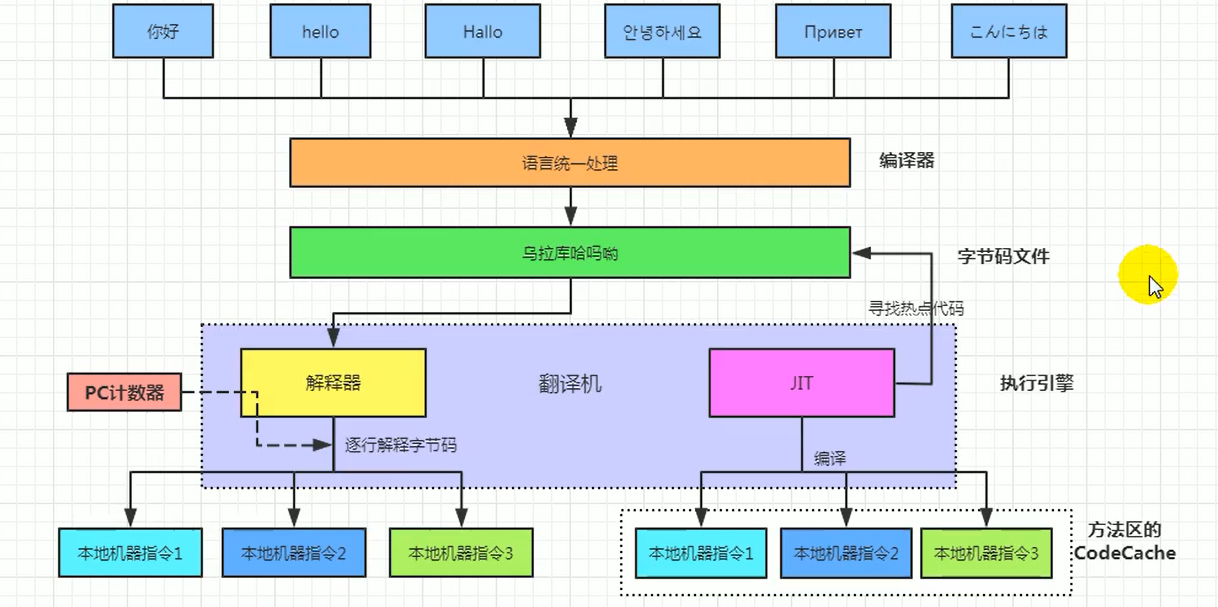 你好
hello
Hallo
안녕하세요
Привет
こんにちは
语言统一处理
编译器
乌拉库哈吗呦
字节码文件
寻找热点代码
PC计数器
解释器
翻译机
JIT
执行引擎
逐行解释字节码
编译
本地机器指令1
本地机器指令2
本地机器指令3
本地机器指令1
本地机器指令2
本地机器指令3
方法区的
CodeCache